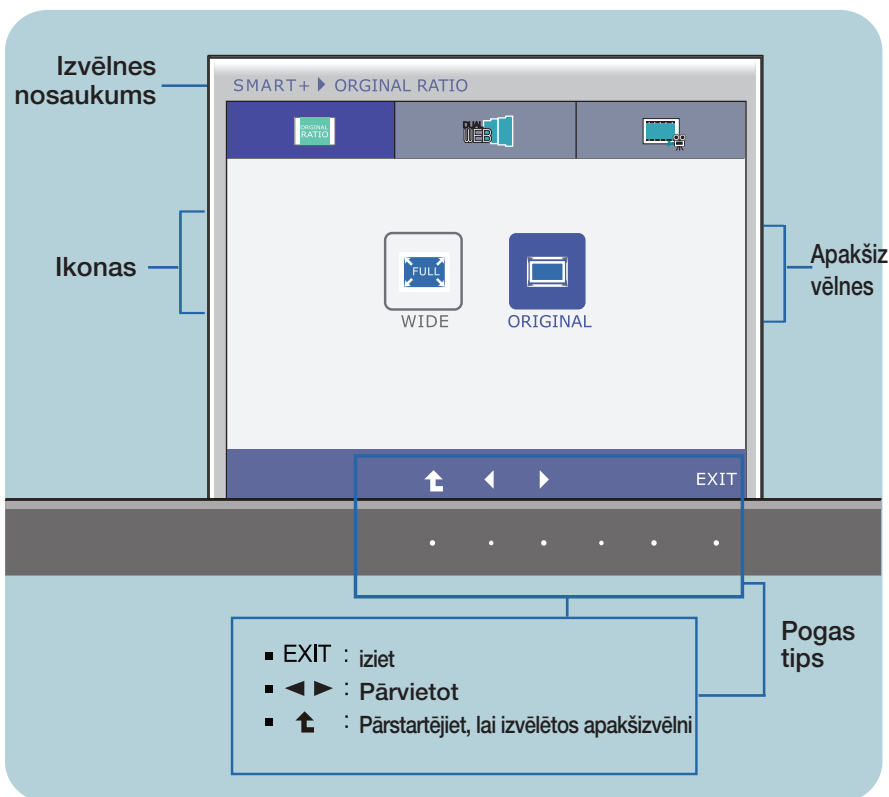 Izvēlnes
nosaukums
SMART+ ORGINAL RATIO
ORGINAL
RATIO
DUAL
WEB
Ikonas
FULL
WIDE
ORIGINAL
Apakšiz
vēlnes
EXIT
Pogas
tips
▪ EXIT : iziet
▪ ◄ ► : Pārvietot
▪ : Pārstartējiet, lai izvēlētos apakšizvēlni